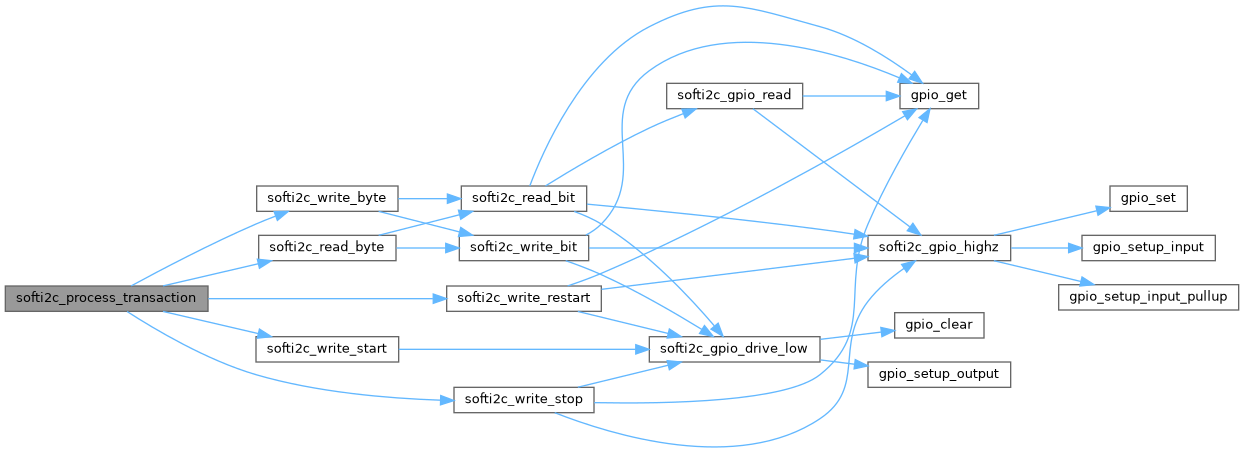 softi2c_process_transaction
softi2c_write_byte
softi2c_read_byte
softi2c_write_restart
softi2c_write_start
softi2c_write_stop
softi2c_read_bit
softi2c_write_bit
softi2c_gpio_read
softi2c_gpio_drive_low
gpio_get
softi2c_gpio_highz
gpio_clear
gpio_setup_output
gpio_set
gpio_setup_input
gpio_setup_input_pullup